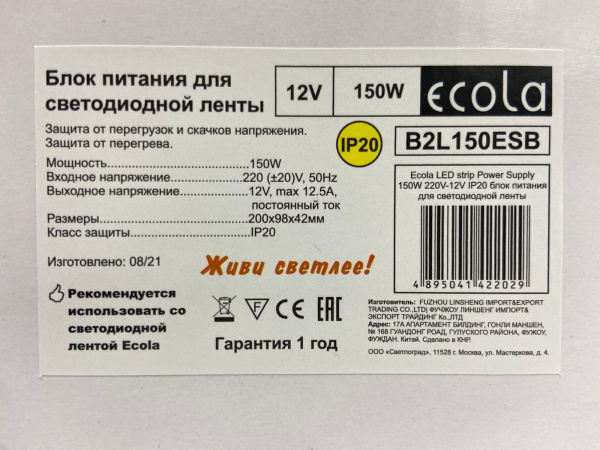 Блок питания для
светодиодной ленты
12V
150W
ecola
Защита от перегрузок и скачков напряжения.
Защита от перегрева.
IP20
B2L150ESB
Мощность.......................................150W
Входное напряжение....................220 (±20)V, 50Hz
Выходное напряжение.................12V, max 12.5A,
постоянный ток
Размеры.......................................200x98x42мм
Класс защиты...............................IP20
Ecola LED strip Power Supply
150W 220V-12V IP20 блок питания
для светодиодной ленты
4895041422029
Изготовлено: 08/21
Живи светлее!
Рекомендуется
использовать со
светодиодной
лентой Ecola
F
CE
EAC
Гарантия 1 год
Изготовитель: FUZHOU LINSHENG IMPORT&EXPORT
TRADING CO.,LTD( ФУЧЖОУ ЛИНШЕНГ ИМПОРТ&
ЭКСПОРТ ТРАЙДИНГ Ко.,ЛТД
Адрес: 17А АПАРТАМЕНТ БИЛДИНГ, ГОНЛИ МАНШЕН,
№ 168 ГУАНДОНГ РОАД, ГУЛУСКОГО РАЙОНА, ФУЖОУ,
ФУЖДАН. Китай. Сделано в КНР.
ООО «Светлоград», 11528 г. Москва, ул. Мастеркова, д. 4.